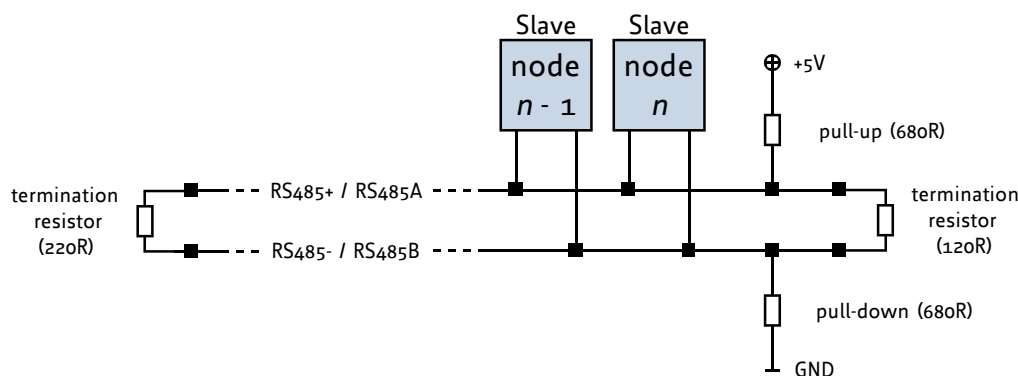 Slave
Slave
node
n - 1
node
n
+5V
pull-up (680R)
termination
resistor
(220R)
RS485+ / RS485A
RS485- / RS485B
termination
resistor
(120R)
pull-down (680R)
GND